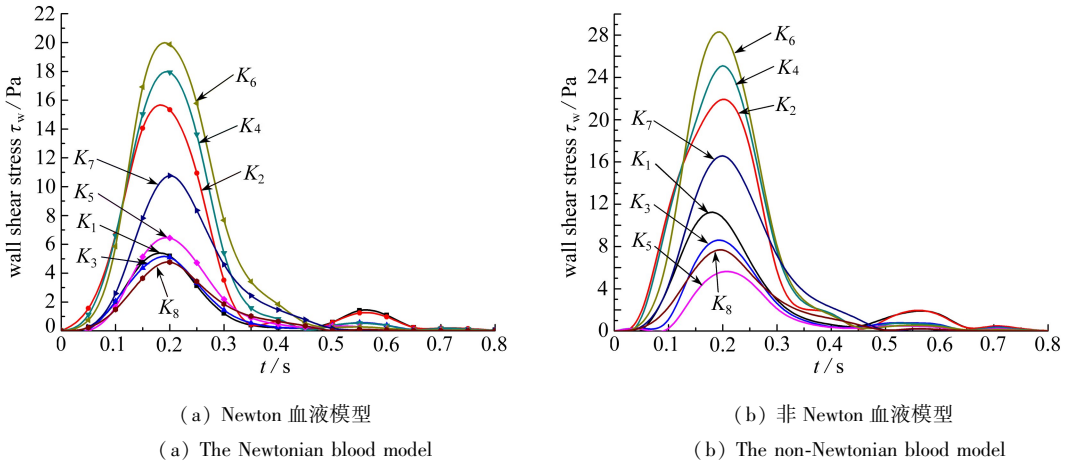 wall shear stress τw / Pa
20
18
16
14
12
10
8
6
4
2
0
K6
K4
K2
K7
K5
K1
K3
K8
0 0.1 0.2 0.3 0.4 0.5 0.6 0.7 0.8
t / s
(a) Newton 血液模型
(a) The Newtonian blood model
wall shear stress τw / Pa
28
24
20
16
12
8
4
0
K6
K4
K2
K7
K1
K3
K5
K8
0 0.1 0.2 0.3 0.4 0.5 0.6 0.7 0.8
t / s
(b) 非 Newton 血液模型
(b) The non-Newtonian blood model